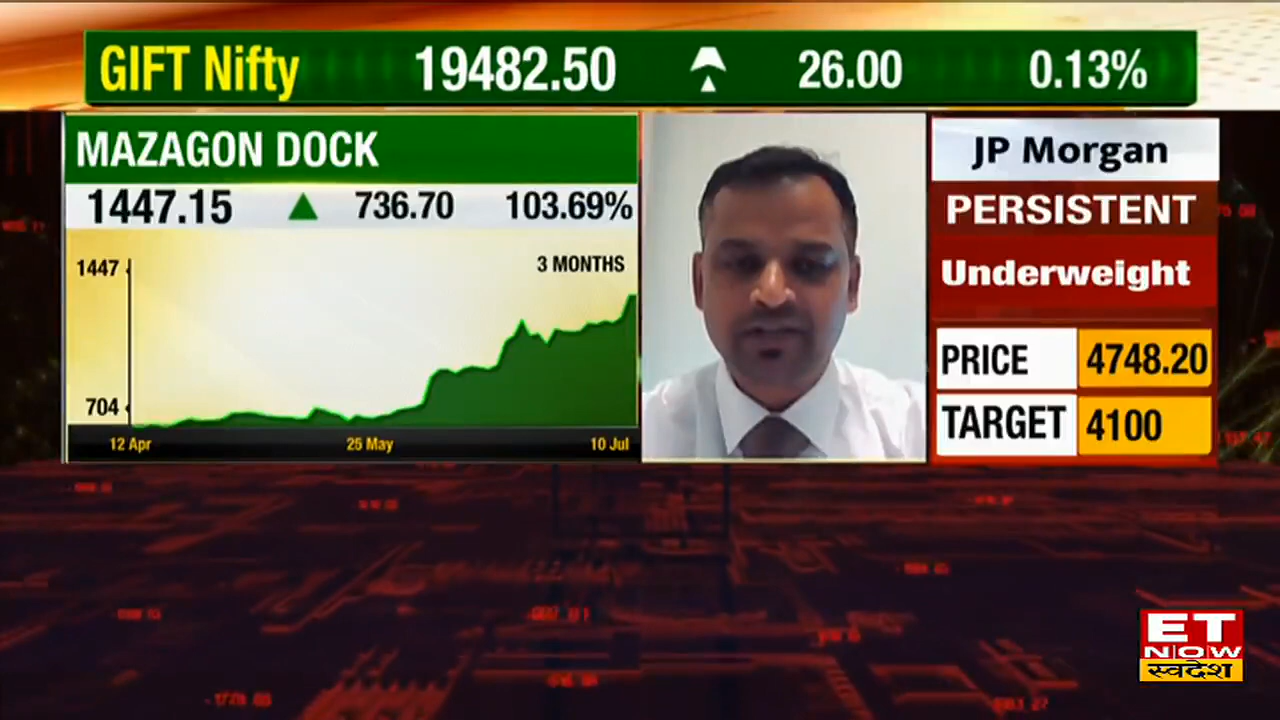 GIFT Nifty 19482.50 26.00 0.13%
MAZAGON DOCK
1447.15 736.70 103.69%
3 MONTHS
1447
704
12 Apr 25 May 10 Jul
JP Morgan
PERSISTENT
Underweight
PRICE 4748.20
TARGET 4100
ET
NOW
स्वदेश